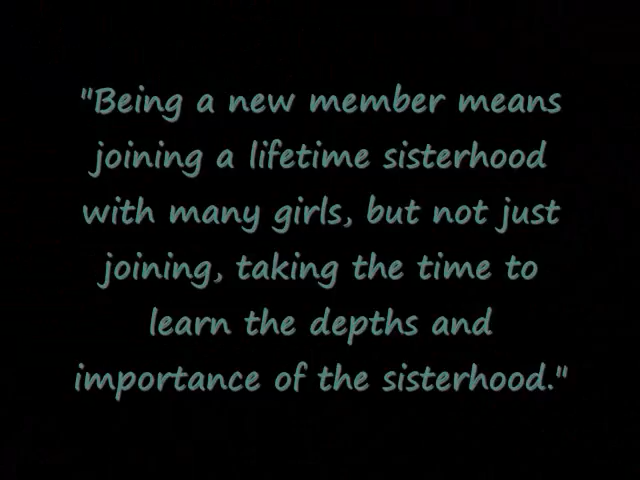 "Being a new member means
joining a lifetime sisterhood
with many girls, but not just
joining, taking the time to
learn the depths and
importance of the sisterhood."